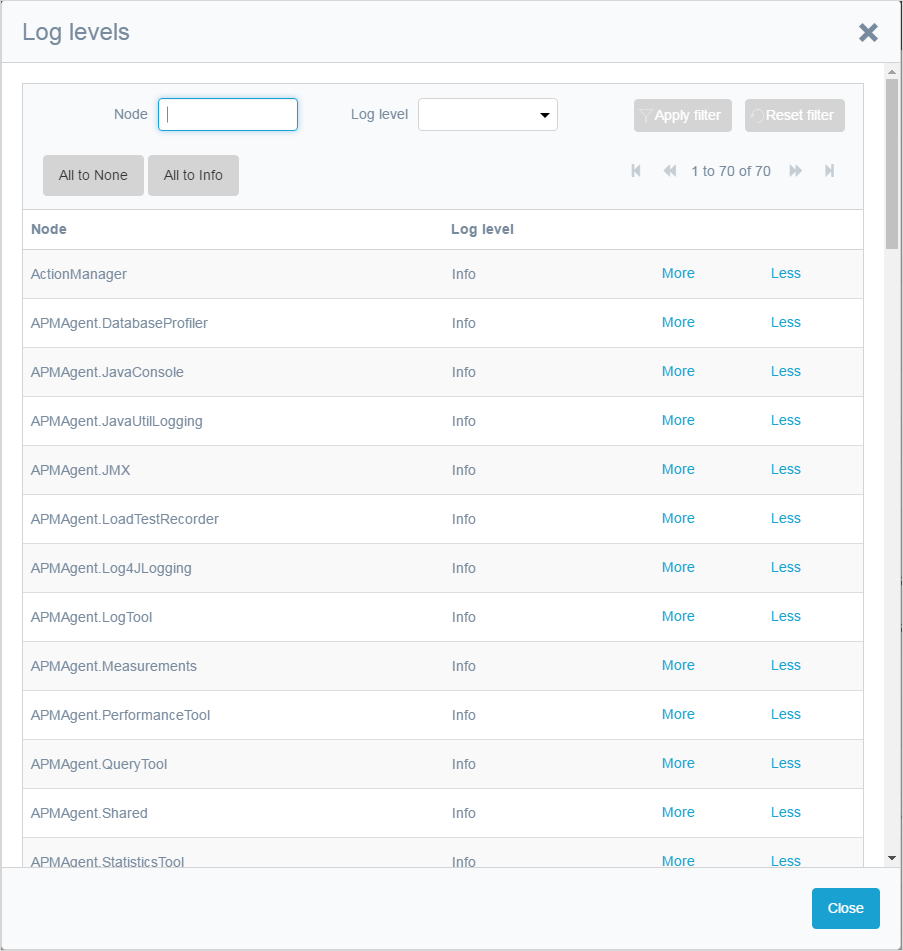 Log levels
Node Log level Apply filter Reset filter
All to None All to Info 1 to 70 of 70
Node Log level
ActionManager Info More Less
APMAgent.DatabaseProfiler Info More Less
APMAgent.JavaConsole Info More Less
APMAgent.JavaUtilLogging Info More Less
APMAgent.JMX Info More Less
APMAgent.LoadTestRecorder Info More Less
APMAgent.Log4JLogging Info More Less
APMAgent.LogTool Info More Less
APMAgent.Measurements Info More Less
APMAgent.PerformanceTool Info More Less
APMAgent.QueryTool Info More Less
APMAgent.Shared Info More Less
APMAgent.StatisticsTool Info More Less
Close